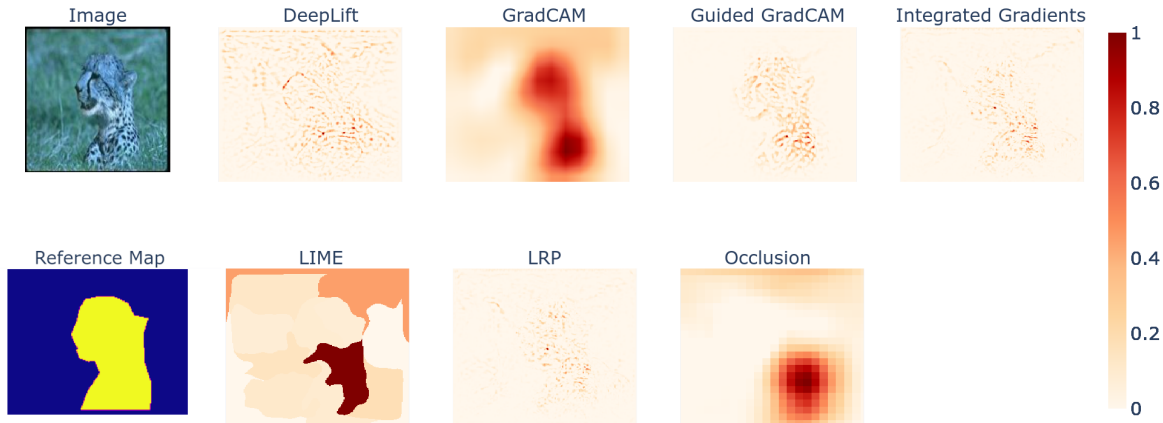 Image
DeepLift
GradCAM
Guided GradCAM
Integrated Gradients
1
0.8
0.6
0.4
0.2
0
Reference Map
LIME
LRP
Occlusion